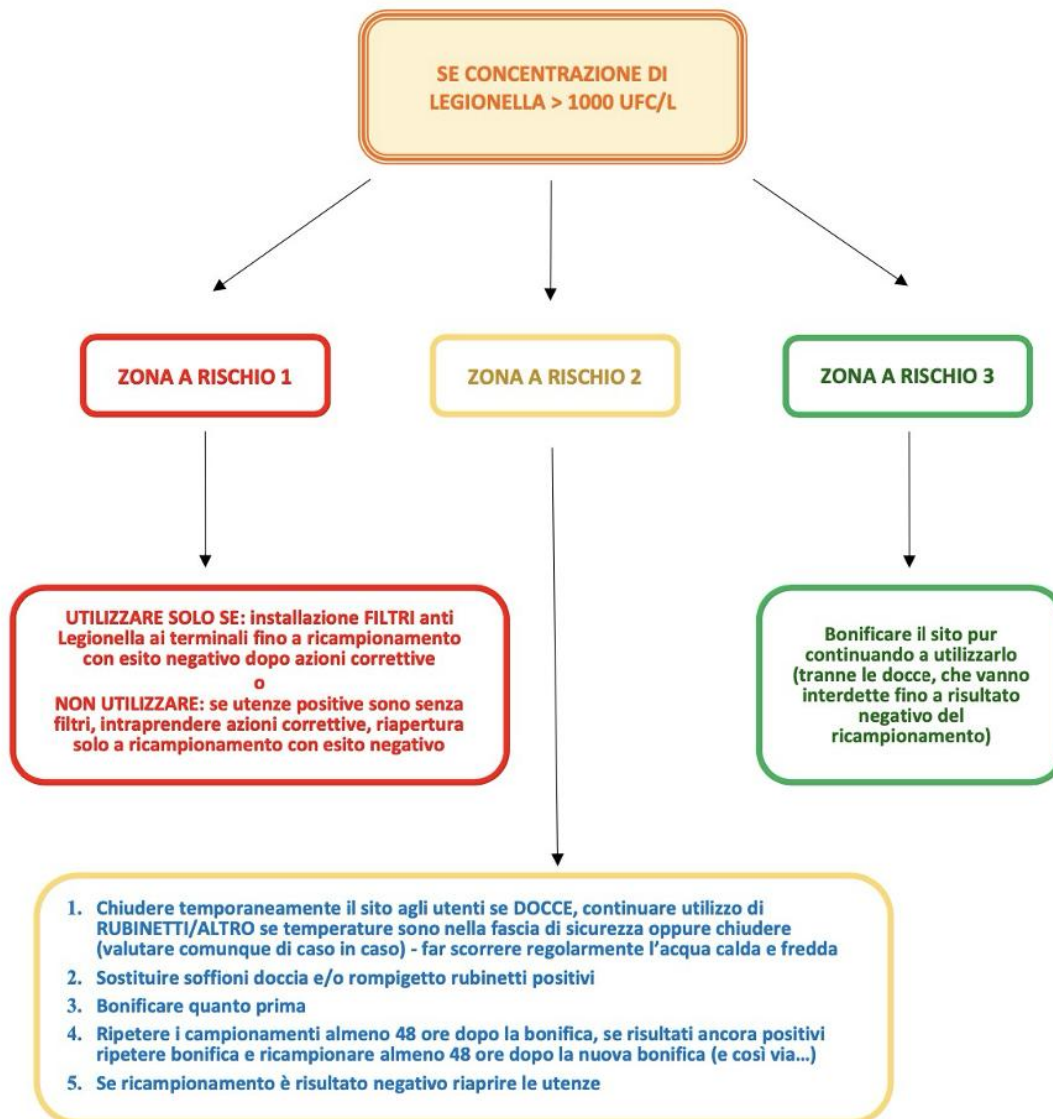 SE CONCENTRAZIONE DI
LEGIONELLA > 1000 UFC/L
ZONA A RISCHIO 1
ZONA A RISCHIO 2
ZONA A RISCHIO 3
UTILIZZARE SOLO SE: installazione FILTRI anti
Legionella ai terminali fino a ricampionamento
con esito negativo dopo azioni correttive
o
NON UTILIZZARE: se utenze positive sono senza
filtri, intraprendere azioni correttive, riapertura
solo a ricampionamento con esito negativo
Bonificare il sito pur
continuando a utilizzarlo
(tranne le docce, che vanno
interdette fino a risultato
negativo del
ricampionamento)
1. Chiudere temporaneamente il sito agli utenti se DOCCE, continuare utilizzo di
RUBINETTI/ALTRO se temperature sono nella fascia di sicurezza oppure chiudere
(valutare comunque di caso in caso) - far scorrere regolarmente l'acqua calda e fredda
2. Sostituire soffioni doccia e/o rompigetto rubinetti positivi
3. Bonificare quanto prima
4. Ripetere i campionamenti almeno 48 ore dopo la bonifica, se risultati ancora positivi
ripetere bonifica e ricampionare almeno 48 ore dopo la nuova bonifica (e così via…)
5. Se ricampionamento è risultato negativo riaprire le utenze